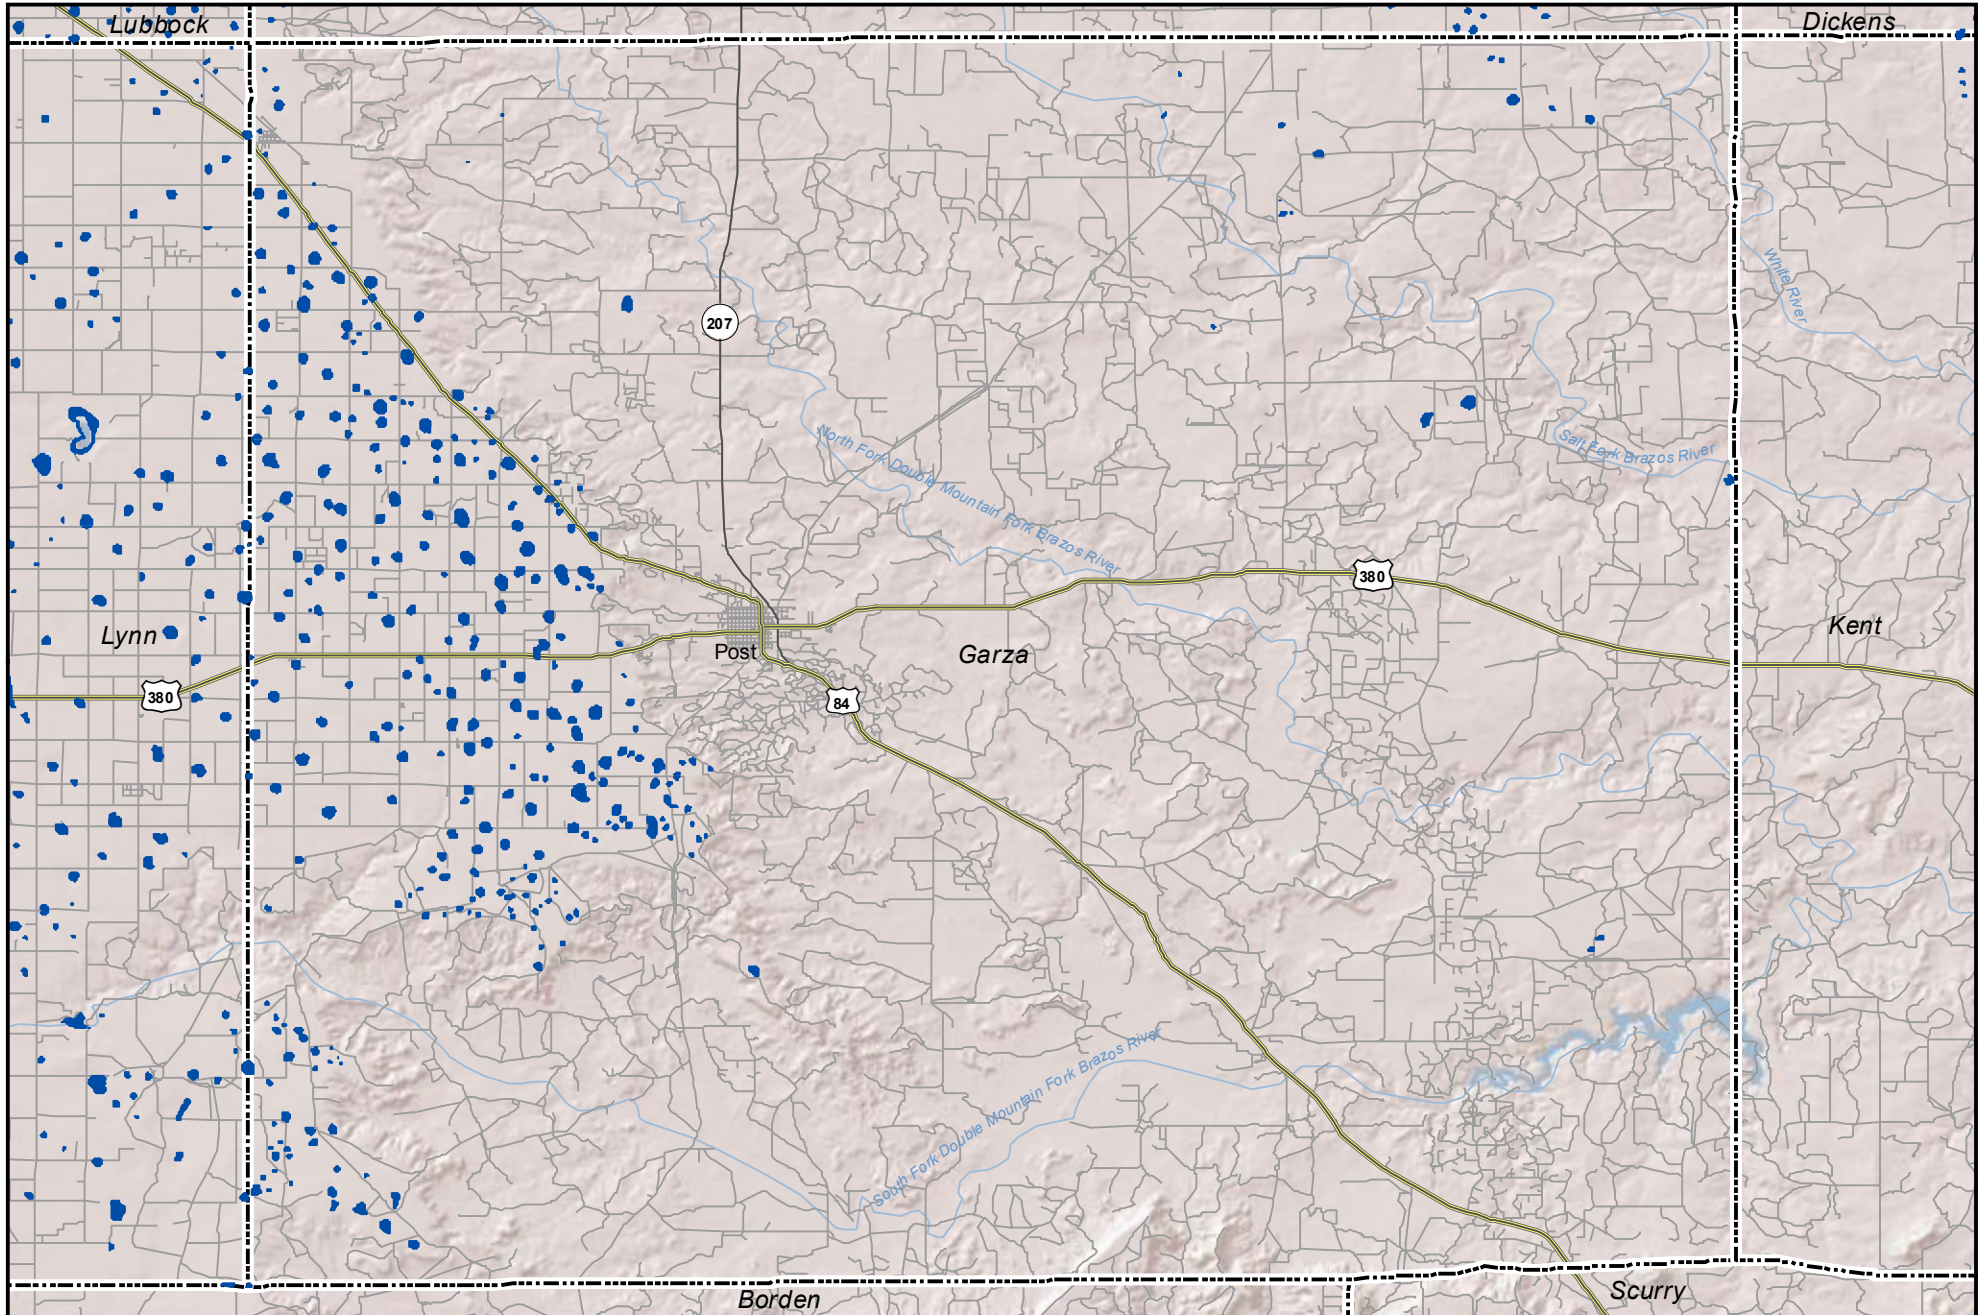 Lubbock
Dickens
White River
207
North Fork Double Mountain Fork Brazos River
Salt Fork Brazos River
380
Lynn
Post
Garza
Kent
380
84
South Fork Double Mountain Fork Brazos River
Borden
Scurry